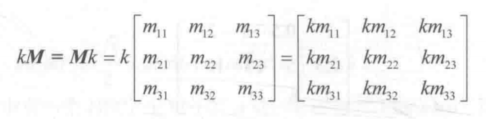 kM = Mk = k [ m₁₁ m₁₂ m₁₃ ] = [ km₁₁ km₁₂ km₁₃ ]
[ m₂₁ m₂₂ m₂₃ ] [ km₂₁ km₂₂ km₂₃ ]
[ m₃₁ m₃₂ m₃₃ ] [ km₃₁ km₃₂ km₃₃ ]